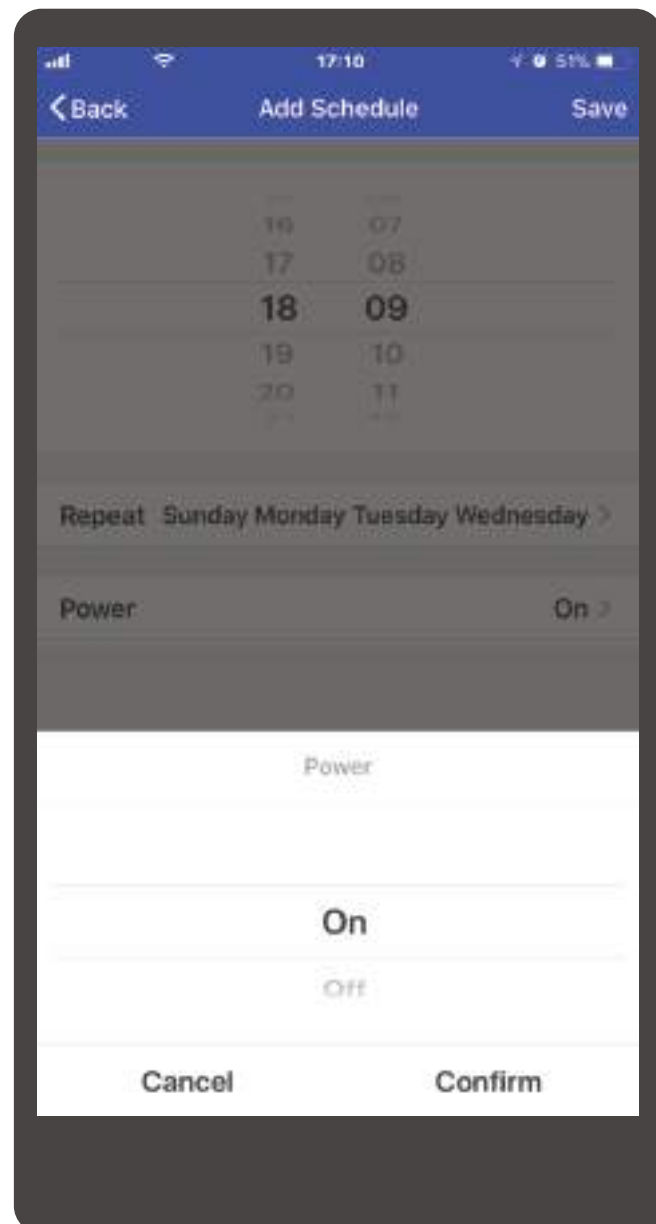 17:10 51%
Back Add Schedule Save
16 07
17 08
18 09
19 10
20 11
Repeat Sunday Monday Tuesday Wednesday
Power On
Power
On
Off
Cancel Confirm